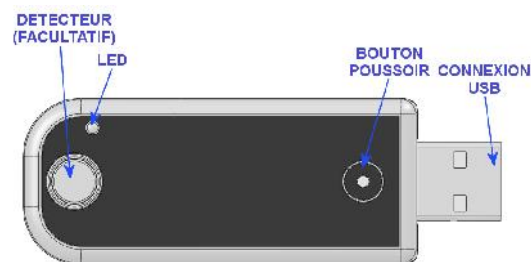 DETECTEUR
(FACULTATIF)
LED
BOUTON
POUSSOIR
CONNEXION
USB